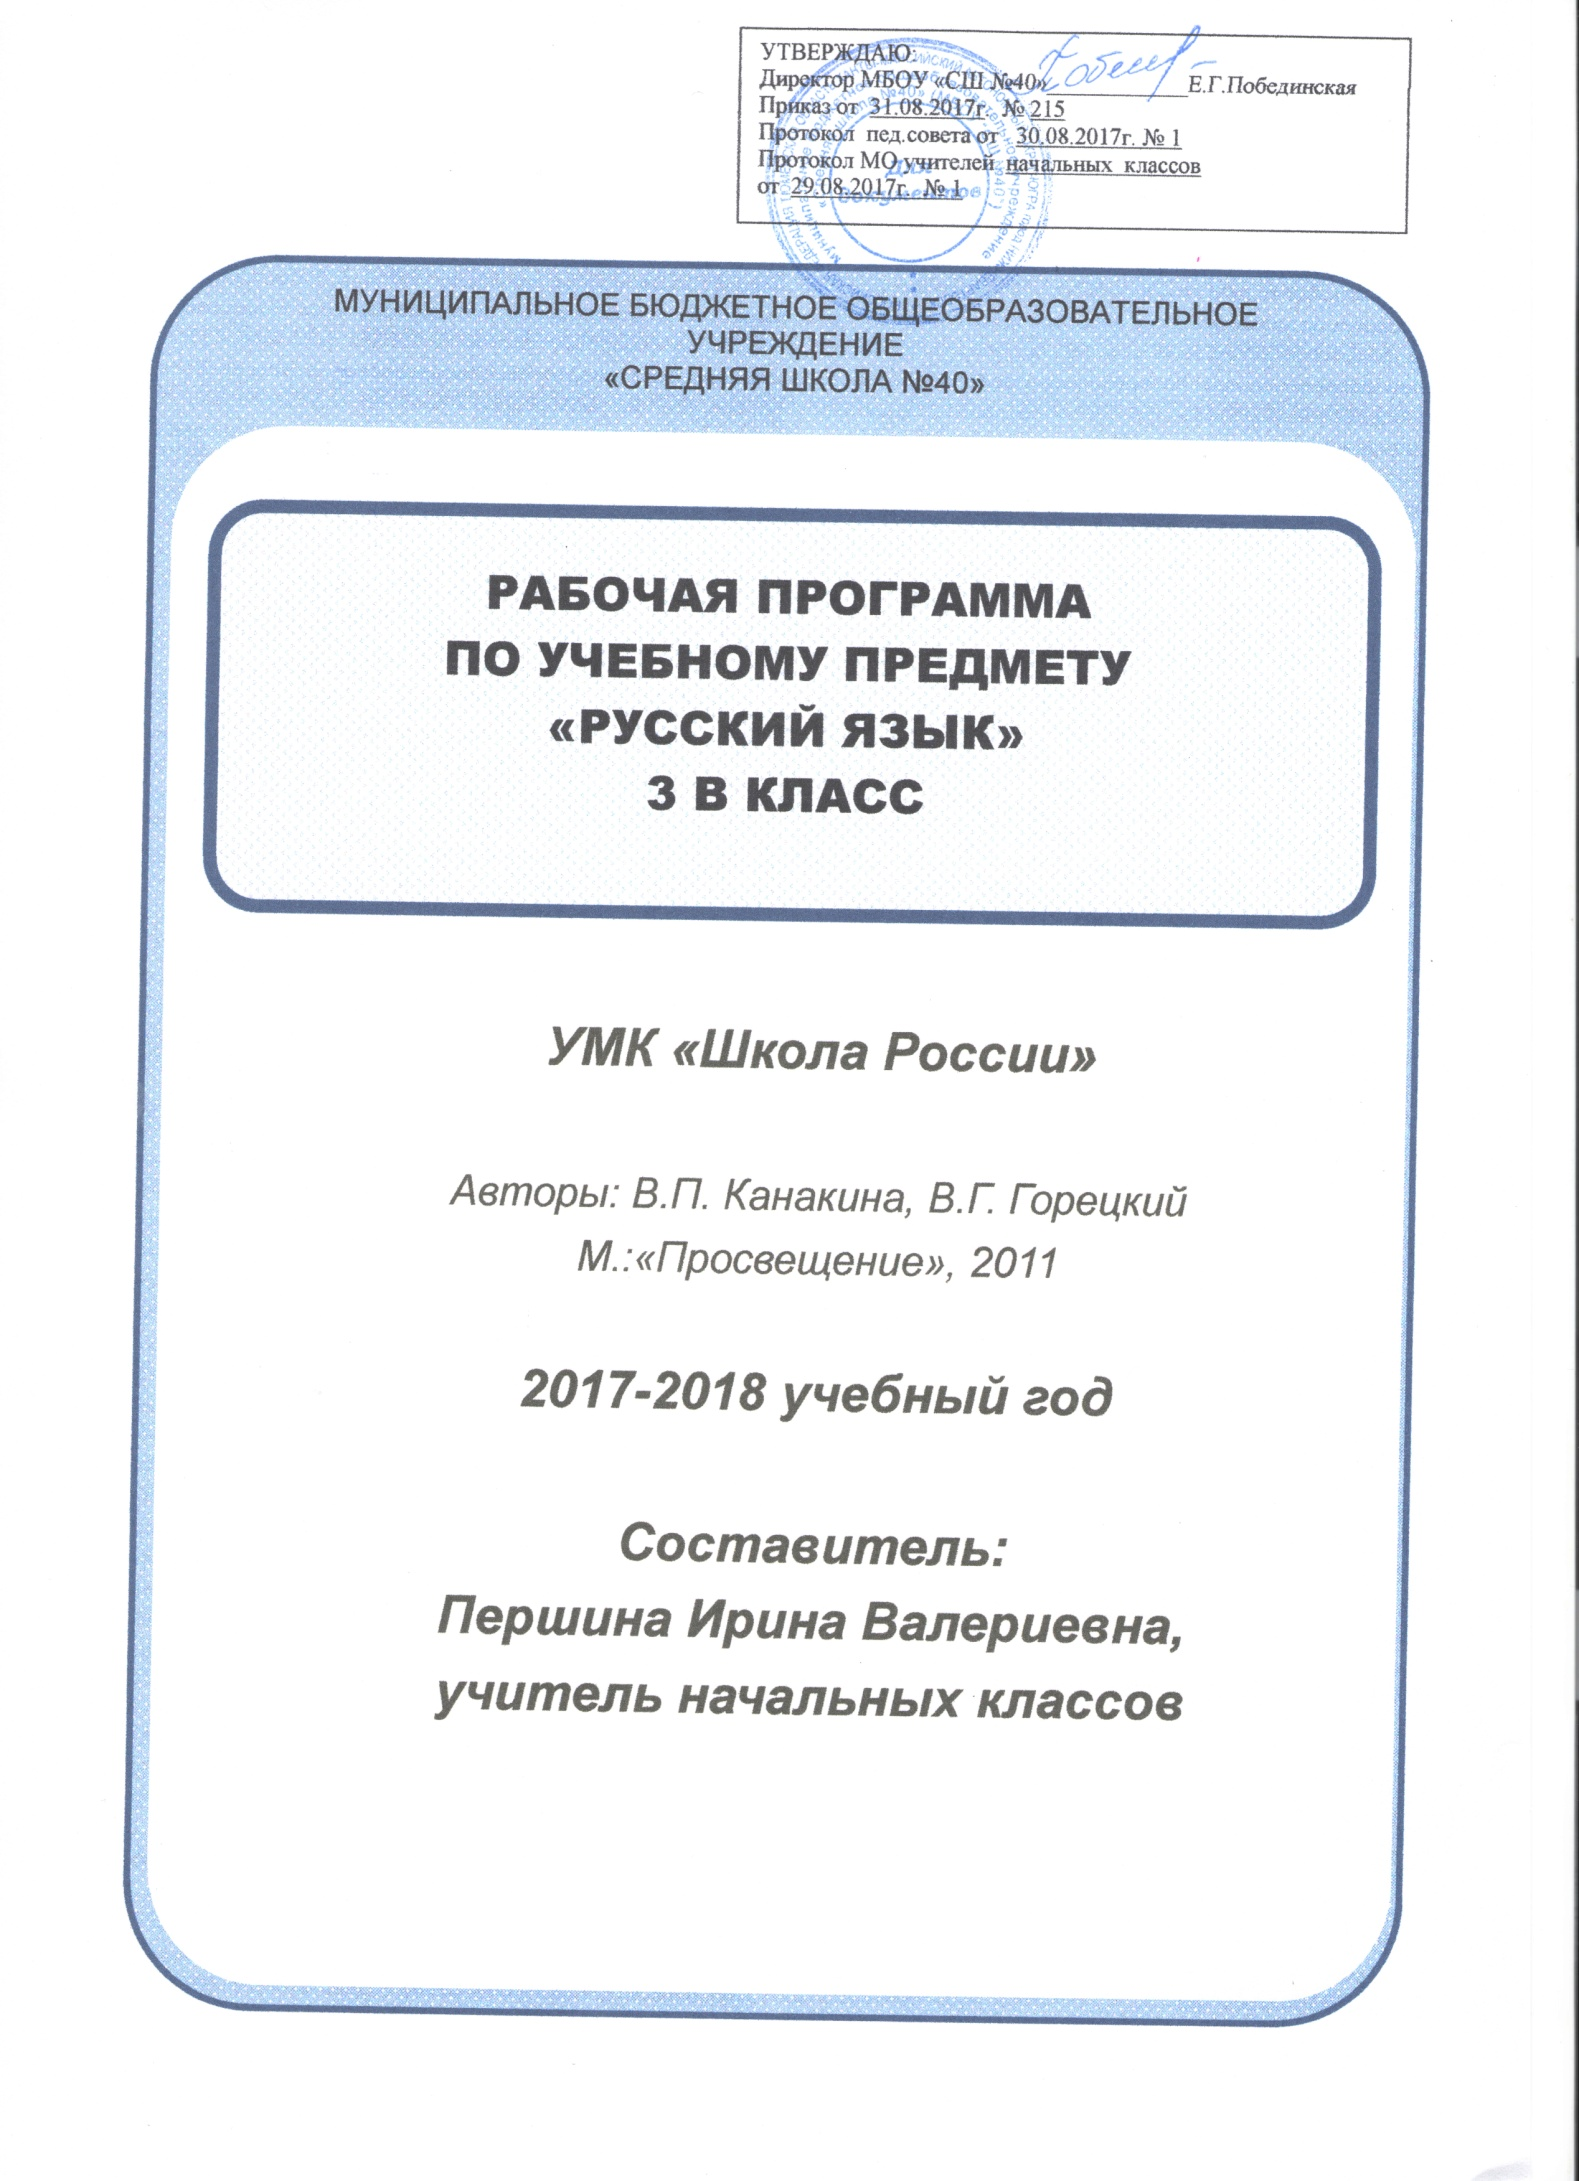 УТВЕРЖДАЮ:
Директор МБОУ «СШ №40»____________Е.Г.Побединская
Приказ от 31.08.2017г. № 215
Протокол пед.совета от 30.08.2017г. № 1
Протокол МО учителей начальных классов
от 29.08.2017г. № 1
Для
документов
МУНИЦИПАЛЬНОЕ БЮДЖЕТНОЕ ОБЩЕОБРАЗОВАТЕЛЬНОЕ
УЧРЕЖДЕНИЕ
«СРЕДНЯЯ ШКОЛА №40»
РАБОЧАЯ ПРОГРАММА
ПО УЧЕБНОМУ ПРЕДМЕТУ
«РУССКИЙ ЯЗЫК»
3 В КЛАСС
УМК «Школа России»
Авторы: В.П. Канакина, В.Г. Горецкий
М.:«Просвещение», 2011
2017-2018 учебный год
Составитель:
Першина Ирина Валериевна,
учитель начальных классов